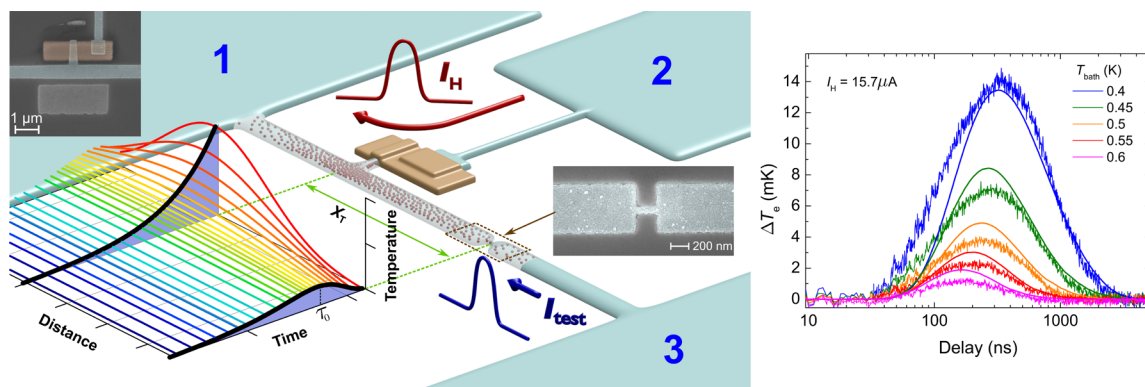 1
2
3
1 μm
I_H
X_T
Temperature
200 nm
I_test
τ_0
Distance
Time
I_H = 15.7μA
T_bath (K)
0.4
0.45
0.5
0.55
0.6
ΔT_e (mK)
14
12
10
8
6
4
2
0
10
100
1000
Delay (ns)